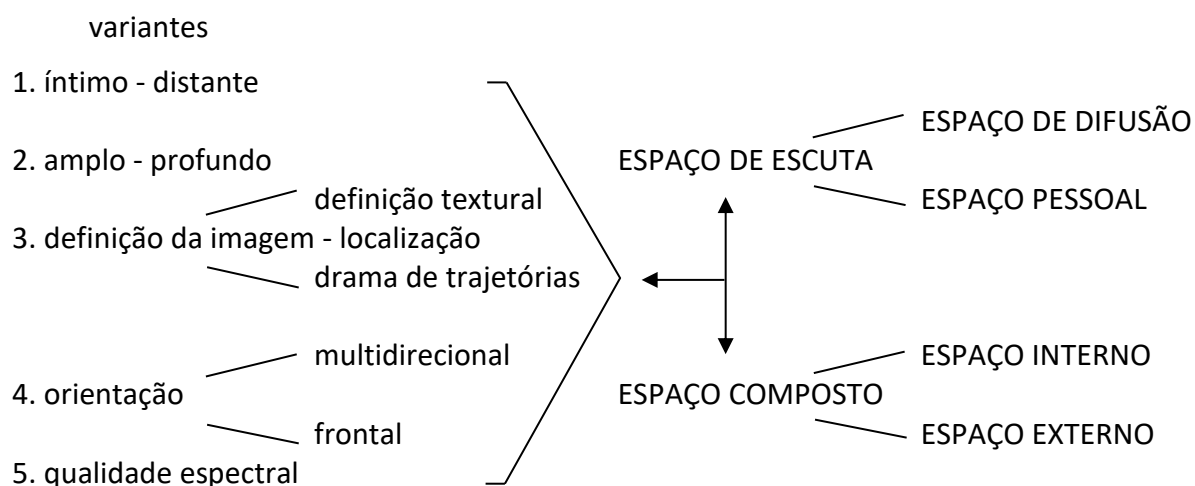 variantes
1. íntimo - distante
2. amplo - profundo
definição textural
3. definição da imagem - localização
drama de trajetórias
multidirecional
4. orientação
frontal
5. qualidade espectral
ESPAÇO DE DIFUSÃO
ESPAÇO DE ESCUTA
ESPAÇO PESSOAL
ESPAÇO INTERNO
ESPAÇO COMPOSTO
ESPAÇO EXTERNO